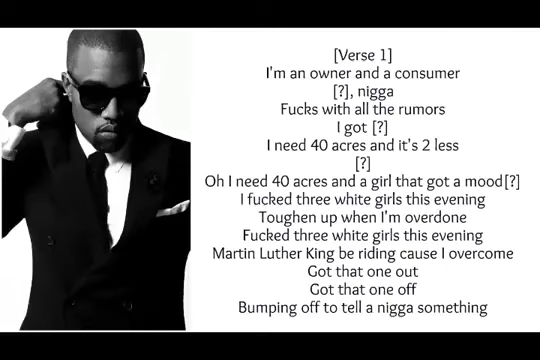 [Verse 1]
I'm an owner and a consumer
[?], nigga
Fucks with all the rumors
I got [?]
I need 40 acres and it's 2 less
[?]
Oh I need 40 acres and a girl that got a mood[?]
I fucked three white girls this evening
Toughen up when I'm overdone
Fucked three white girls this evening
Martin Luther King be riding cause I overcome
Got that one out
Got that one off
Bumping off to tell a nigga something